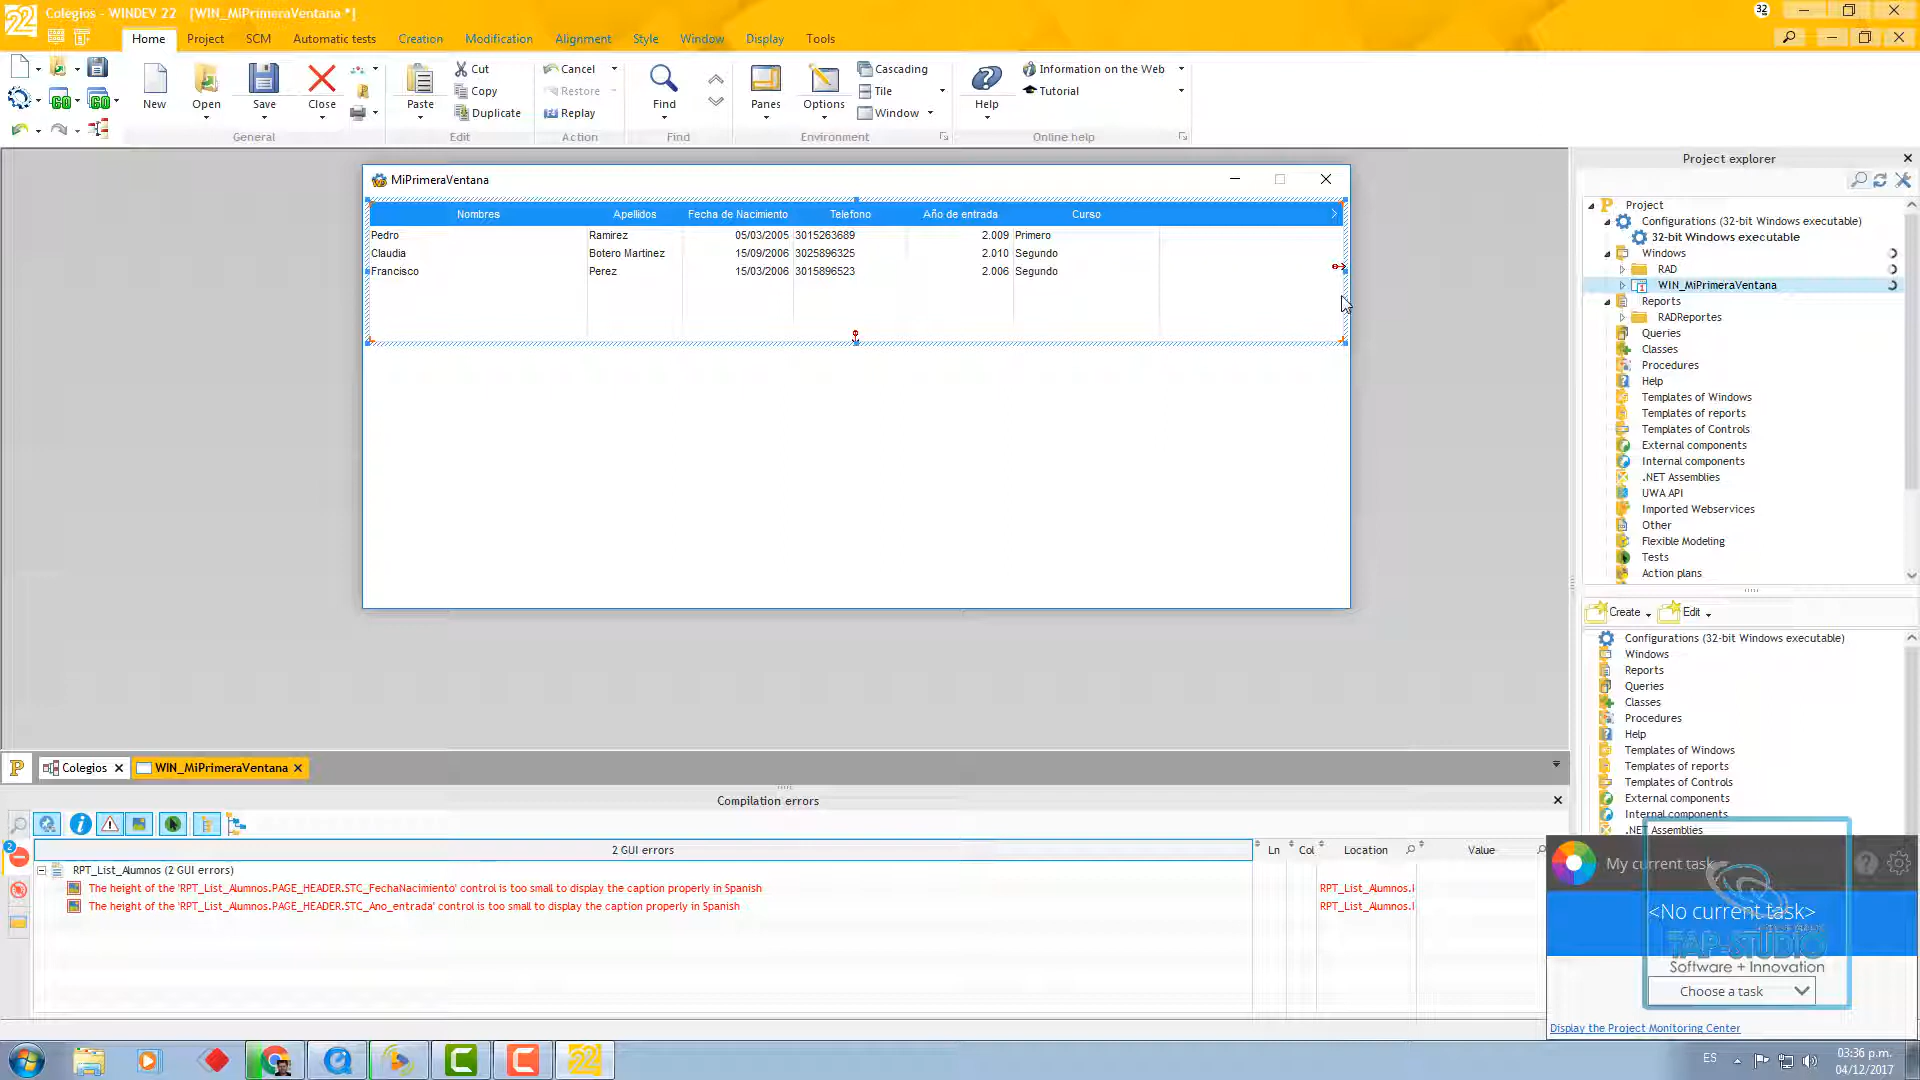 Colegios - WINDEV 22 [WIN_MiPrimeraVentana *]
32
Home Project SCM Automatic tests Creation Modification Alignment Style Window Display Tools
New Open Save Close Paste Cut Copy Duplicate Cancel Restore Replay Find Panes Options Cascading Tile Window Help Information on the Web Tutorial
General Edit Action Find Environment Online help
MiPrimeraVentana
Nombres Apellidos Fecha de Nacimiento Telefono Año de entrada Curso
Pedro Ramirez 05/03/2005 3015263689 2.009 Primero
Claudia Botero Martinez 15/09/2006 3025896325 2.010 Segundo
Francisco Perez 15/03/2006 3015896523 2.006 Segundo
Project explorer
Project
Configurations (32-bit Windows executable)
32-bit Windows executable
Windows
RAD
WIN_MiPrimeraVentana
Reports
RADReportes
Queries
Classes
Procedures
Help
Templates of Windows
Templates of reports
Templates of Controls
External components
Internal components
.NET Assemblies
UWA API
Imported Webservices
Other
Flexible Modeling
Tests
Action plans
Create Edit
Configurations (32-bit Windows executable)
Windows
Reports
Queries
Classes
Procedures
Help
Templates of Windows
Templates of reports
Templates of Controls
External components
Internal components
.NET Assemblies
Colegios WIN_MiPrimeraVentana
Compilation errors
2 GUI errors Ln Col Location Value
RPT_List_Alumnos (2 GUI errors)
The height of the 'RPT_List_Alumnos.PAGE_HEADER.STC_FechaNacimiento' control is too small to display the caption properly in Spanish RPT_List_Alumnos.
The height of the 'RPT_List_Alumnos.PAGE_HEADER.STC_Ano_entrada' control is too small to display the caption properly in Spanish RPT_List_Alumnos.
My current task
<No current task>
TAP-STUDIO
Software + Innovation
Choose a task
Display the Project Monitoring Center
ES
03:36 p.m.
04/12/2017